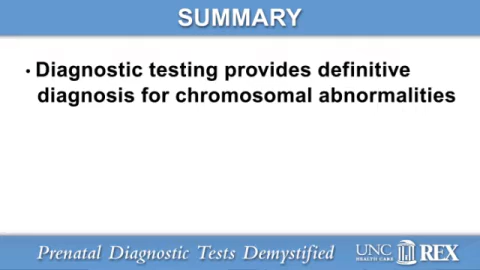 SUMMARY
• Diagnostic testing provides definitive
diagnosis for chromosomal abnormalities
Prenatal Diagnostic Tests Demystified
UNC REX
HEALTH CARE